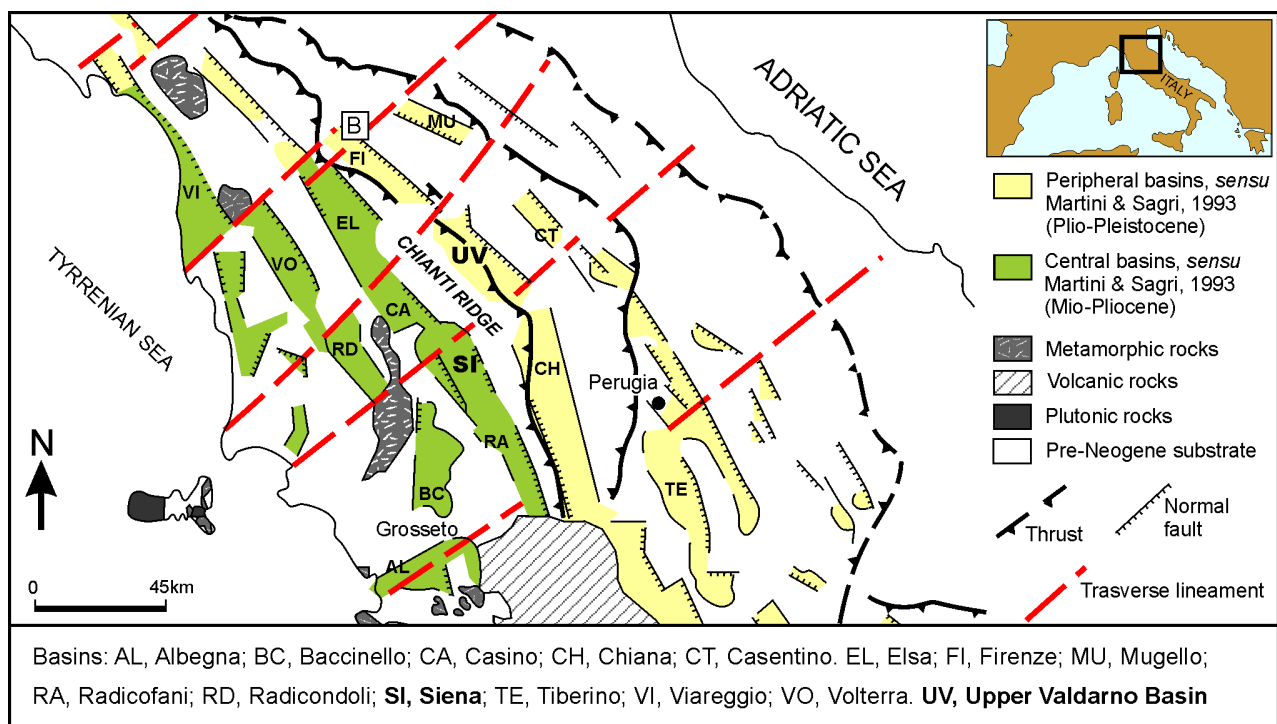 B
MU
FI
VI
EL
VO
UV
CT
CHIANTI RIDGE
CA
RD
SI
CH
Perugia
RA
BC
TE
Grosseto
AL
N
0 45km
TYRRENIAN SEA
ADRIATIC SEA
ITALY
Peripheral basins, sensu
Martini & Sagri, 1993
(Plio-Pleistocene)
Central basins, sensu
Martini & Sagri, 1993
(Mio-Pliocene)
Metamorphic rocks
Volcanic rocks
Plutonic rocks
Pre-Neogene substrate
Thrust
Normal
fault
Trasverse lineament
Basins: AL, Albegna; BC, Baccinello; CA, Casino; CH, Chiana; CT, Casentino. EL, Elsa; FI, Firenze; MU, Mugello;
RA, Radicofani; RD, Radicondoli; SI, Siena; TE, Tiberino; VI, Viareggio; VO, Volterra. UV, Upper Valdarno Basin